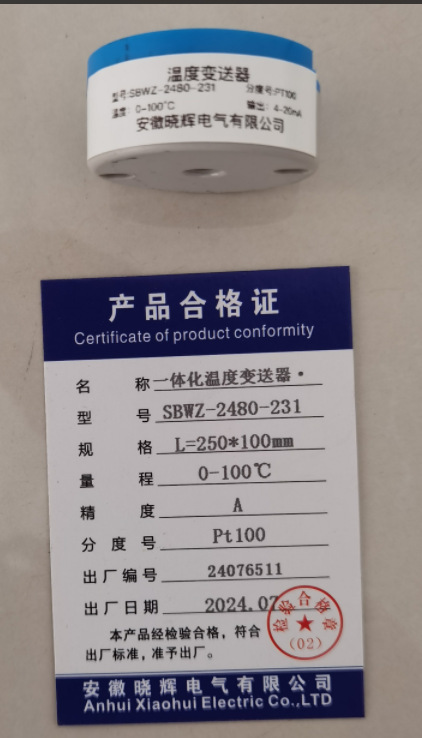 温度变送器
型号:SBWZ-2480-231 分度号:PT100
温度: 0-100℃ 输出: 4-20mA
安徽晓辉电气有限公司
产品合格证
Certificate of product conformity
名 称 一体化温度变送器·
型 号 SBWZ-2480-231
规 格 L=250*100mm
量 程 0-100℃
精 度 A
分 度 号 Pt100
出厂编号 24076511
出厂日期 2024.07
本产品经检验合格，符合
出厂标准，准予出厂。
检验合格章
(02)
安徽晓辉电气有限公司
Anhui Xiaohui Electric Co.,LTD